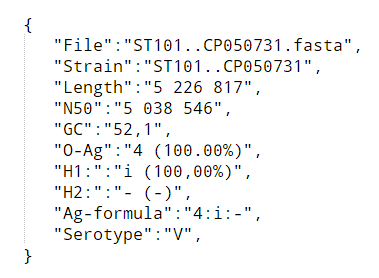 {
"File":"ST101..CP050731.fasta",
"Strain":"ST101..CP050731",
"Length":"5 226 817",
"N50":"5 038 546",
"GC":"52,1",
"O-Ag":"4 (100.00%)",
"H1:":"i (100,00%)",
"H2:":"- (-)",
"Ag-formula":"4:i:-",
"Serotype":"V",
}